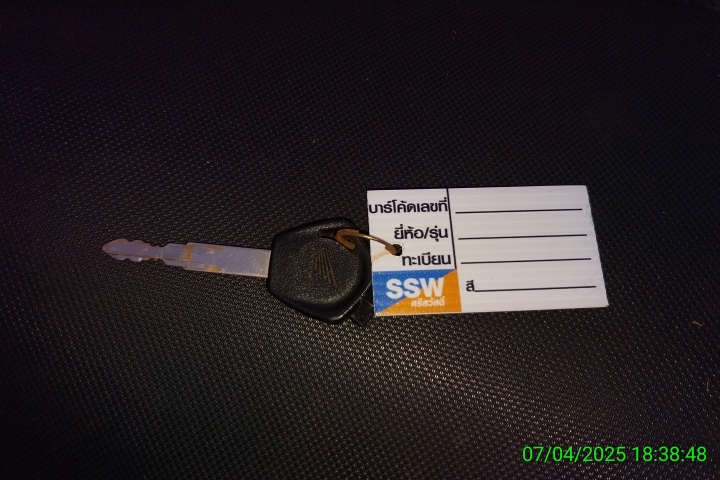 บาร์โค้ดเลขที่
ยี่ห้อ/รุ่น
ทะเบียน
สี
SSW
ศรีสวัสดิ์
07/04/2025 18:38:48